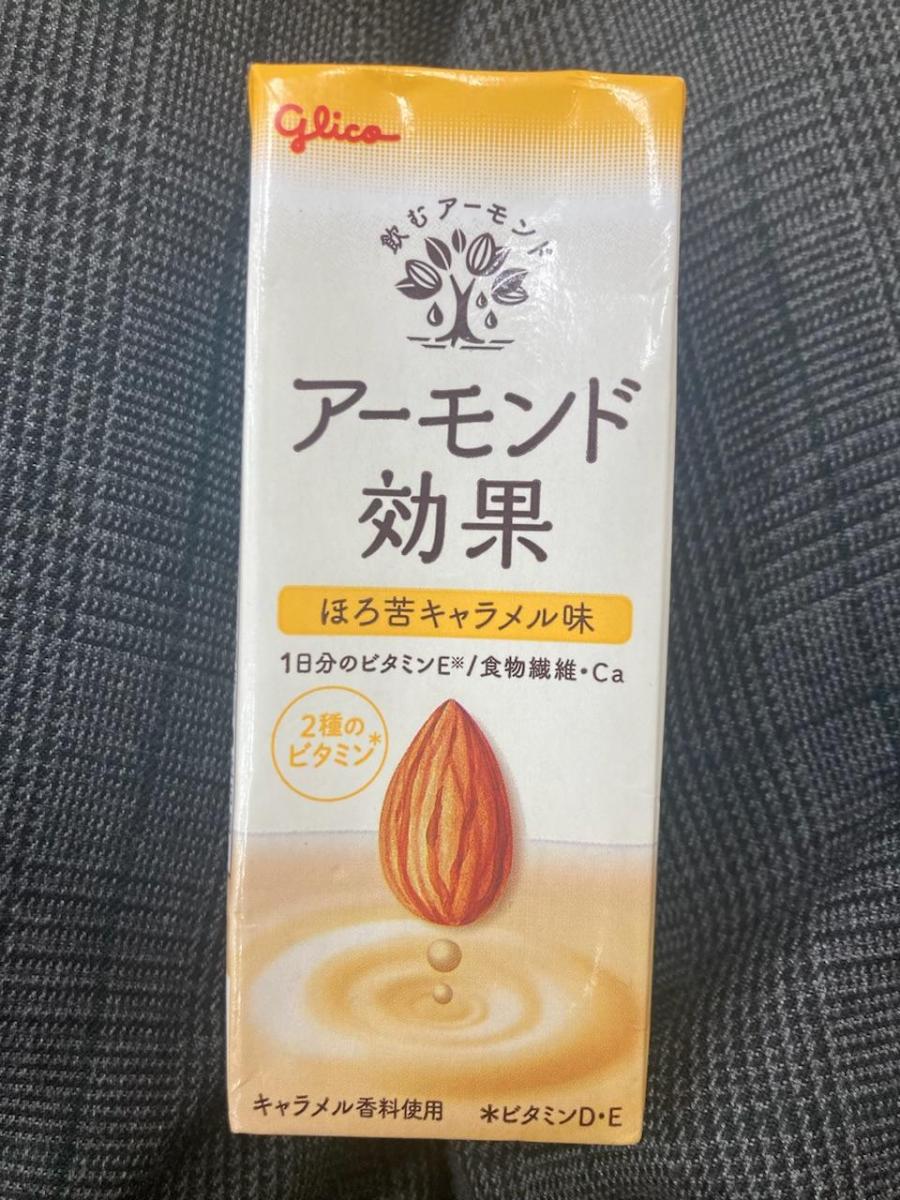 Glico
飲むアーモンド
アーモンド
効果
ほろ苦キャラメル味
1日分のビタミンE※/食物繊維・Ca
2種の
ビタミン*
キャラメル香料使用 *ビタミンD・E